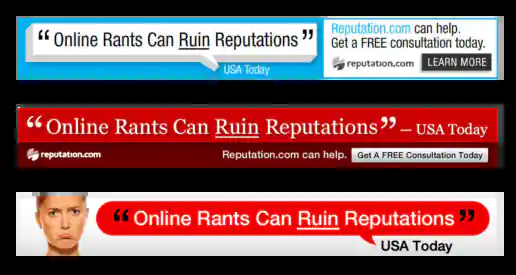 “Online Rants Can Ruin Reputations”
USA Today
Reputation.com can help.
Get a FREE consultation today.
reputation.com LEARN MORE
“Online Rants Can Ruin Reputations” — USA Today
reputation.com Reputation.com can help. Get A FREE Consultation Today
“Online Rants Can Ruin Reputations”
USA Today